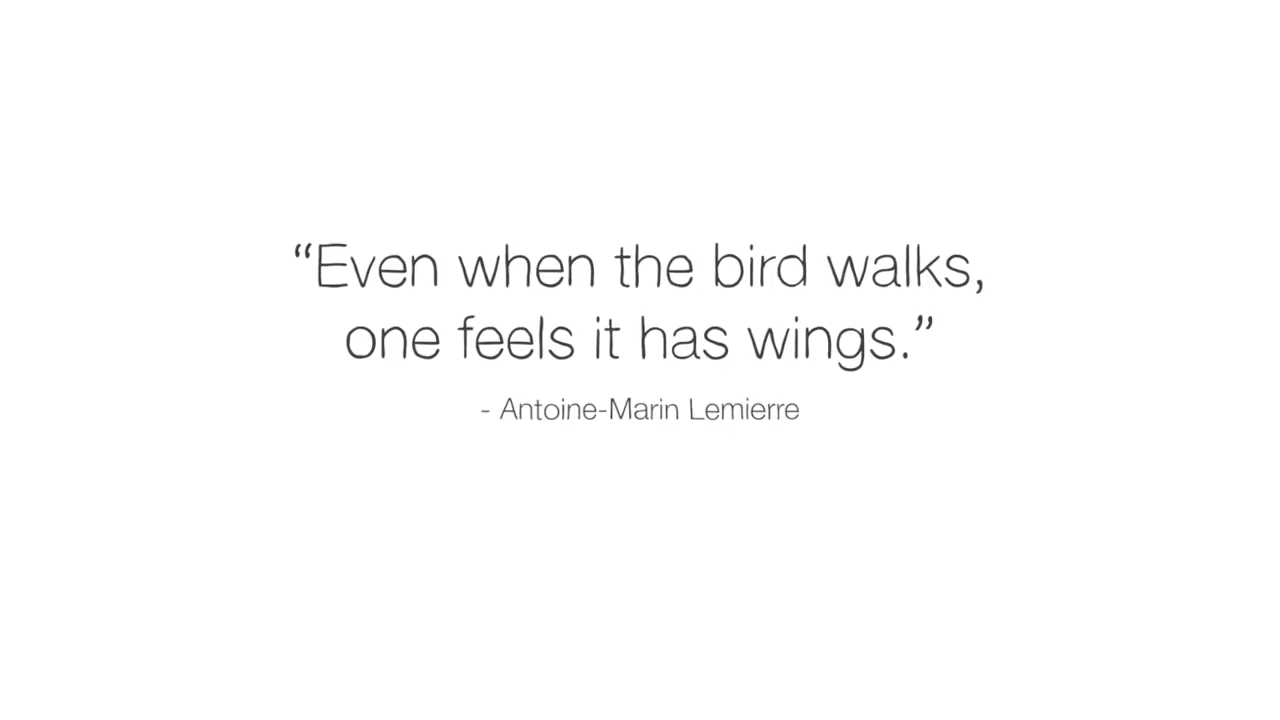 “Even when the bird walks,
one feels it has wings.”
- Antoine-Marin Lemierre